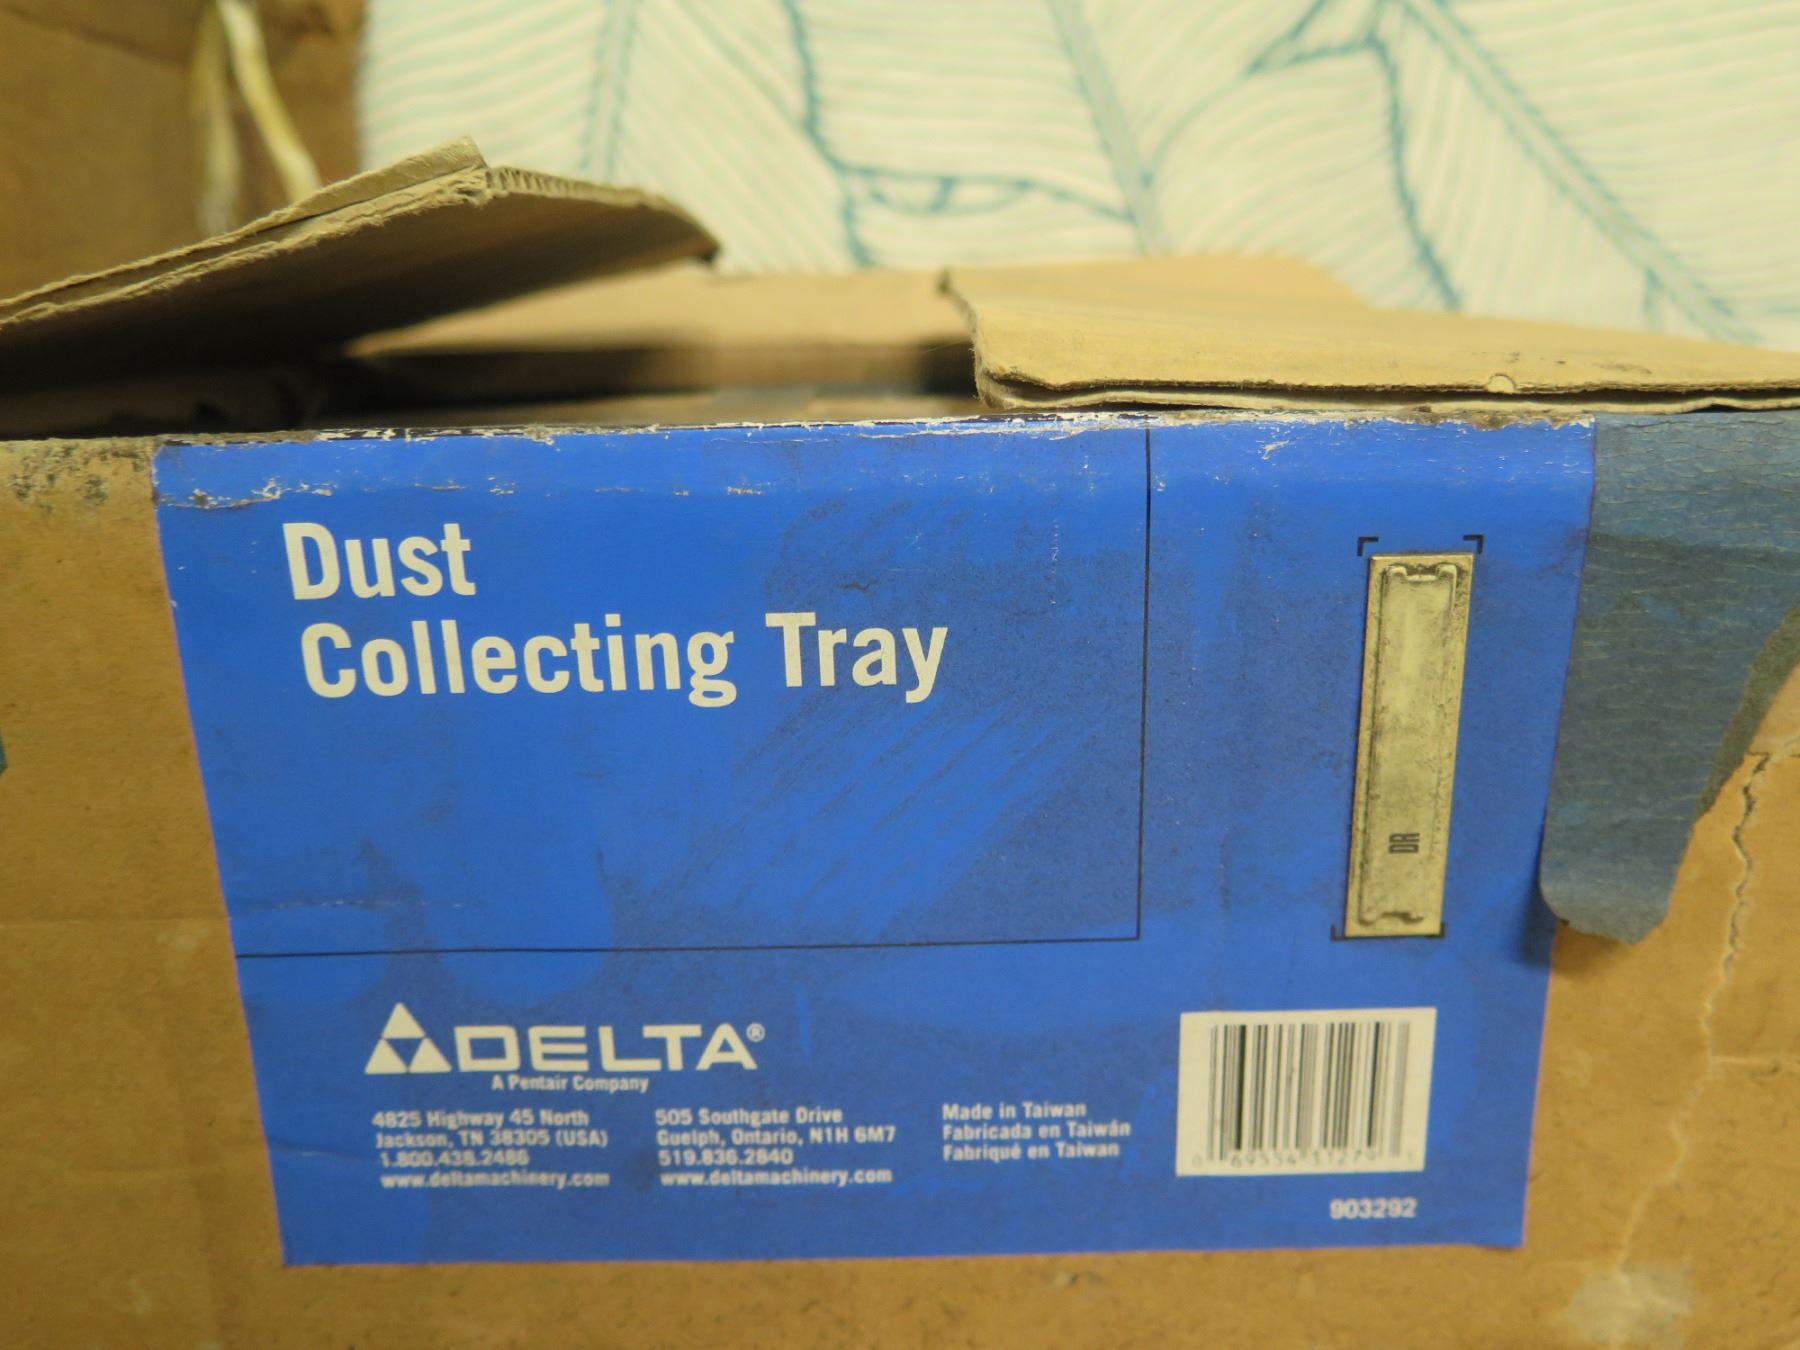 Dust
Collecting Tray
DELTA®
A Pentair Company
4825 Highway 45 North
Jackson, TN 38305 (USA)
1.800.438.2486
www.deltamachinery.com
505 Southgate Drive
Guelph, Ontario, N1H 6M7
519.836.2840
www.deltamachinery.com
Made in Taiwan
Fabricada en Taiwán
Fabriqué en Taiwan
903292